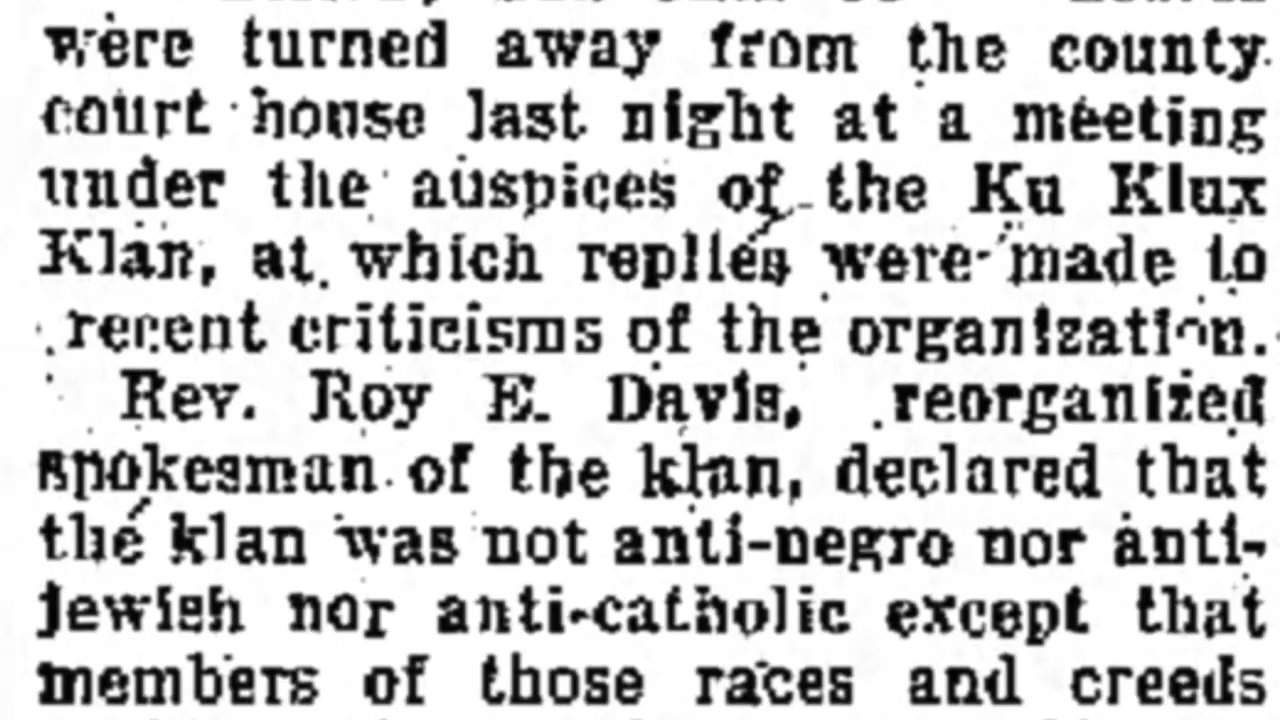 were turned away from the county
court house last night at a meeting
under the auspices of the Ku Klux
Klan, at which replies were made to
recent criticisms of the organization.
Rev. Roy E. Davis, reorganized
spokesman of the klan, declared that
the klan was not anti-negro nor anti-
jewish nor anti-catholic except that
members of those races and creeds